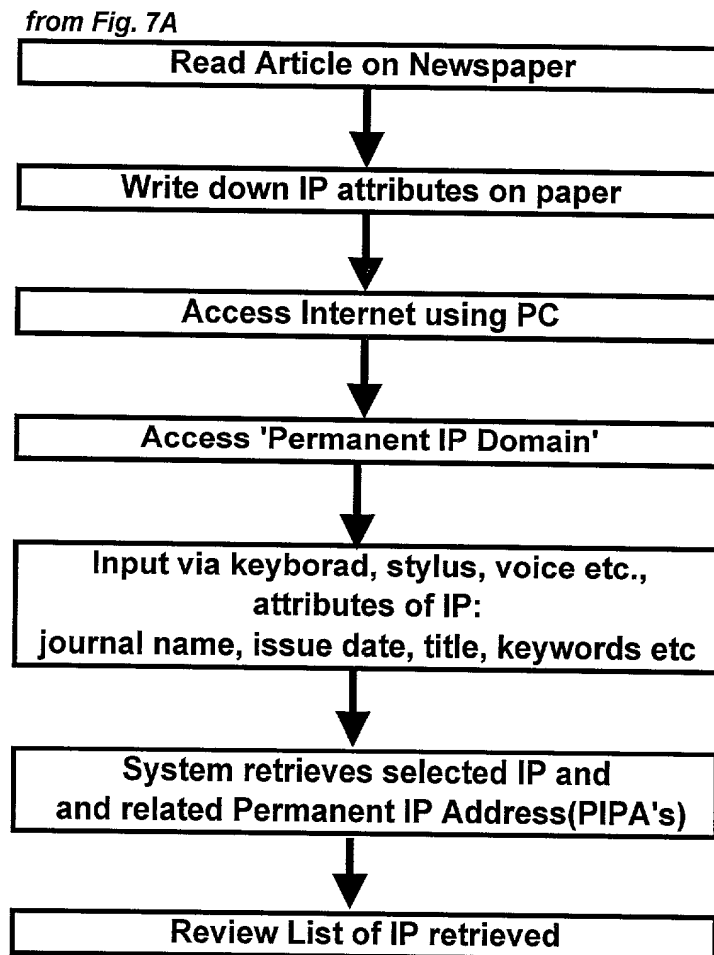 from Fig. 7A
Read Article on Newspaper
Write down IP attributes on paper
Access Internet using PC
Access 'Permanent IP Domain'
Input via keyborad, stylus, voice etc.,
attributes of IP:
journal name, issue date, title, keywords etc
System retrieves selected IP and
and related Permanent IP Address(PIPA's)
Review List of IP retrieved